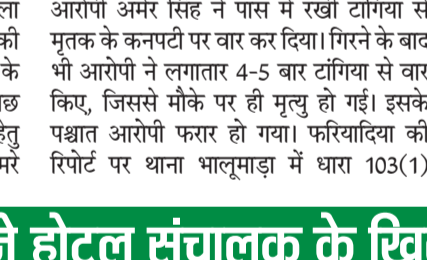 ला
की
के
छ
हेतु
मरे
आरोपी अमर सिंह ने पास में रखी टांगिया से
मृतक के कनपटी पर वार कर दिया। गिरने के बाद
भी आरोपी ने लगातार 4-5 बार टांगिया से वार
किए, जिससे मौके पर ही मृत्यु हो गई। इसके
पश्चात आरोपी फरार हो गया। फरियादिया की
रिपोर्ट पर थाना भालूमाड़ा में धारा 103(1)
ने होटल संचालक के खि